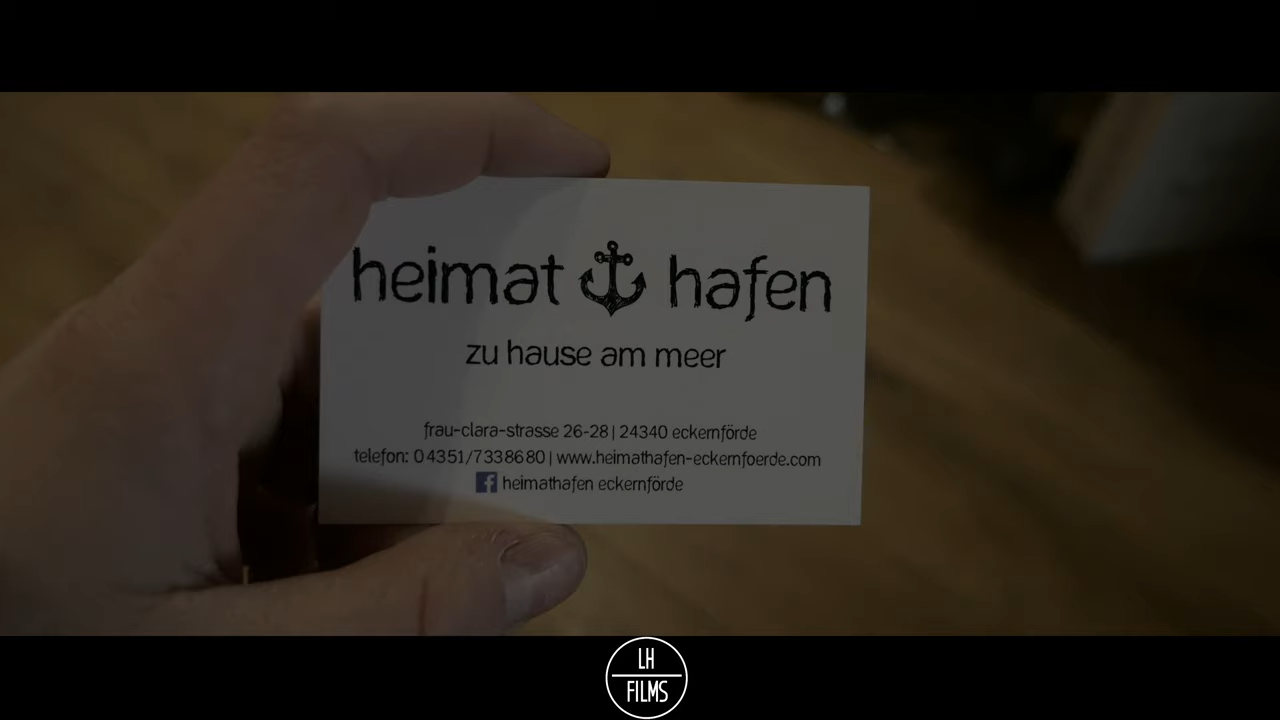 heimat hafen
zu hause am meer
frau-clara-strasse 26-28 | 24340 eckernförde
telefon: 04351/7338680 | www.heimathafen-eckernfoerde.com
heimathafen eckernförde
LH
FILMS